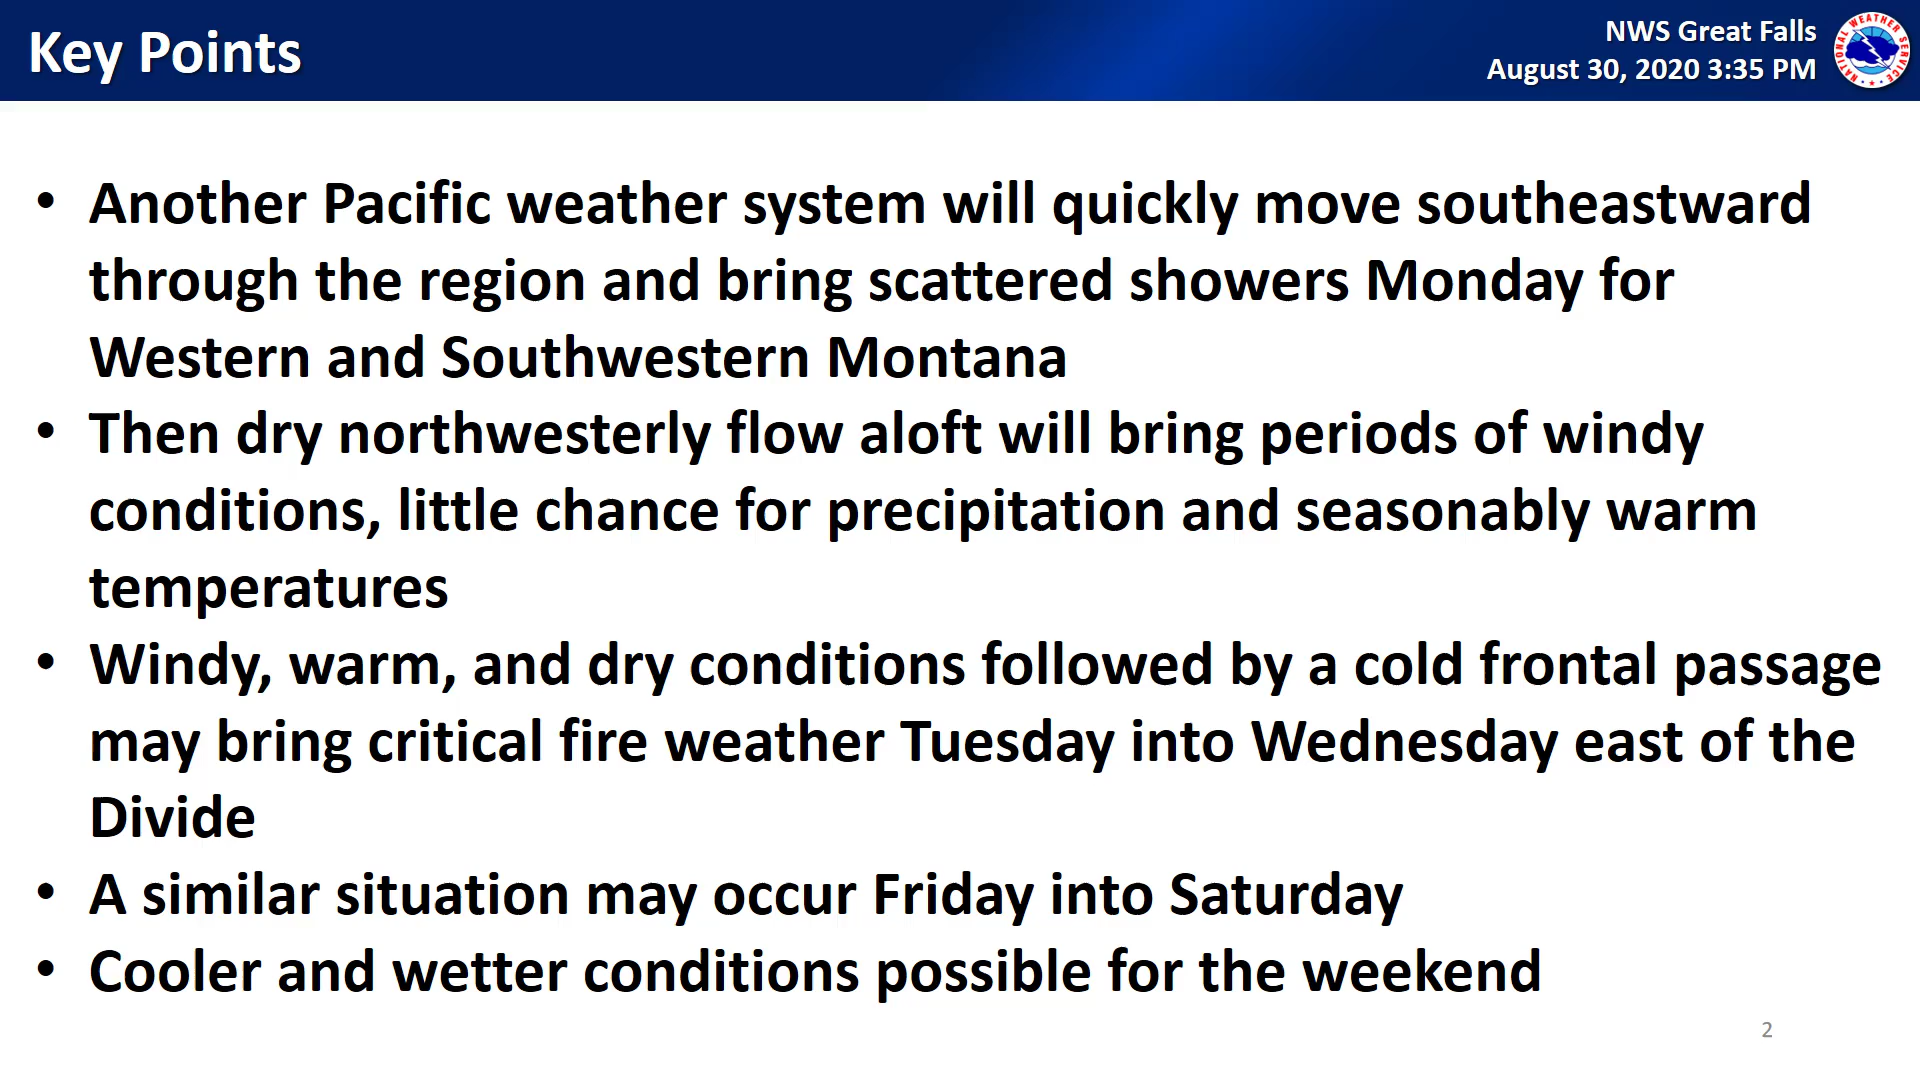 Key Points
NWS Great Falls
August 30, 2020 3:35 PM
NATIONAL WEATHER SERVICE
• Another Pacific weather system will quickly move southeastward
through the region and bring scattered showers Monday for
Western and Southwestern Montana
• Then dry northwesterly flow aloft will bring periods of windy
conditions, little chance for precipitation and seasonably warm
temperatures
• Windy, warm, and dry conditions followed by a cold frontal passage
may bring critical fire weather Tuesday into Wednesday east of the
Divide
• A similar situation may occur Friday into Saturday
• Cooler and wetter conditions possible for the weekend
2